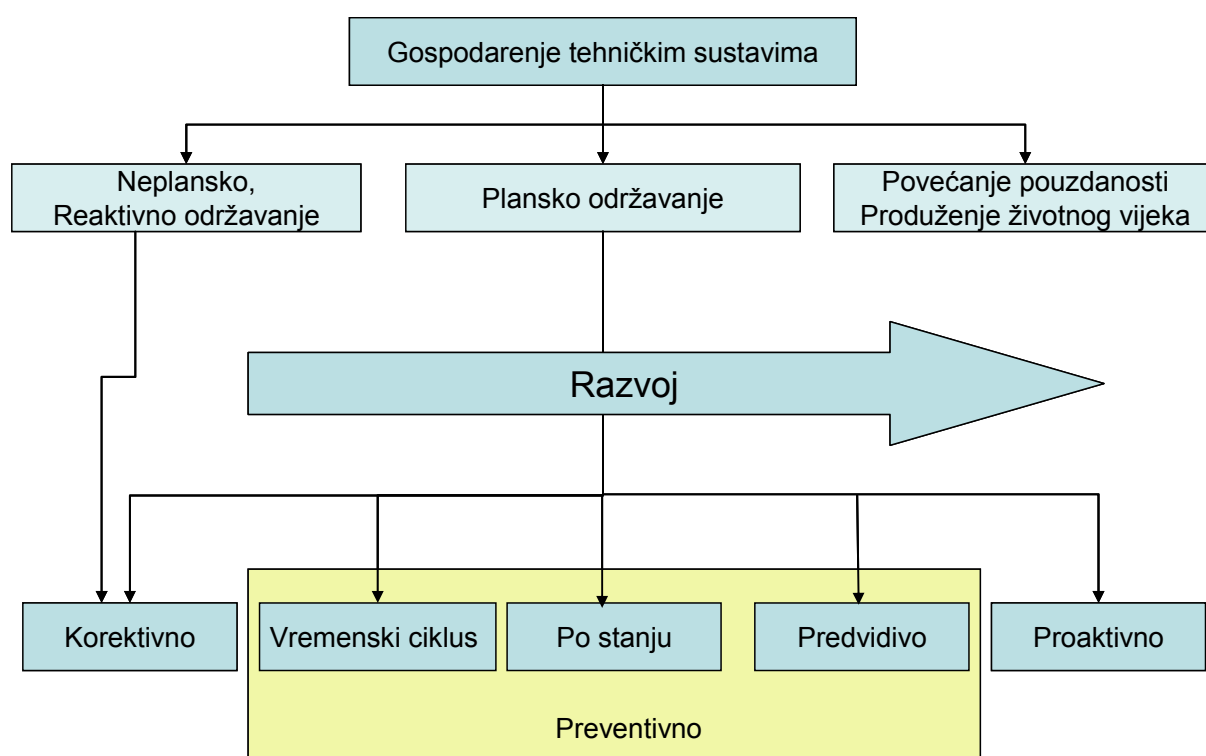 Gospodarenje tehničkim sustavima
Neplansko,
Reaktivno održavanje
Plansko održavanje
Povećanje pouzdanosti
Produženje životnog vijeka
Razvoj
Korektivno
Vremenski ciklus
Po stanju
Predvidivo
Proaktivno
Preventivno